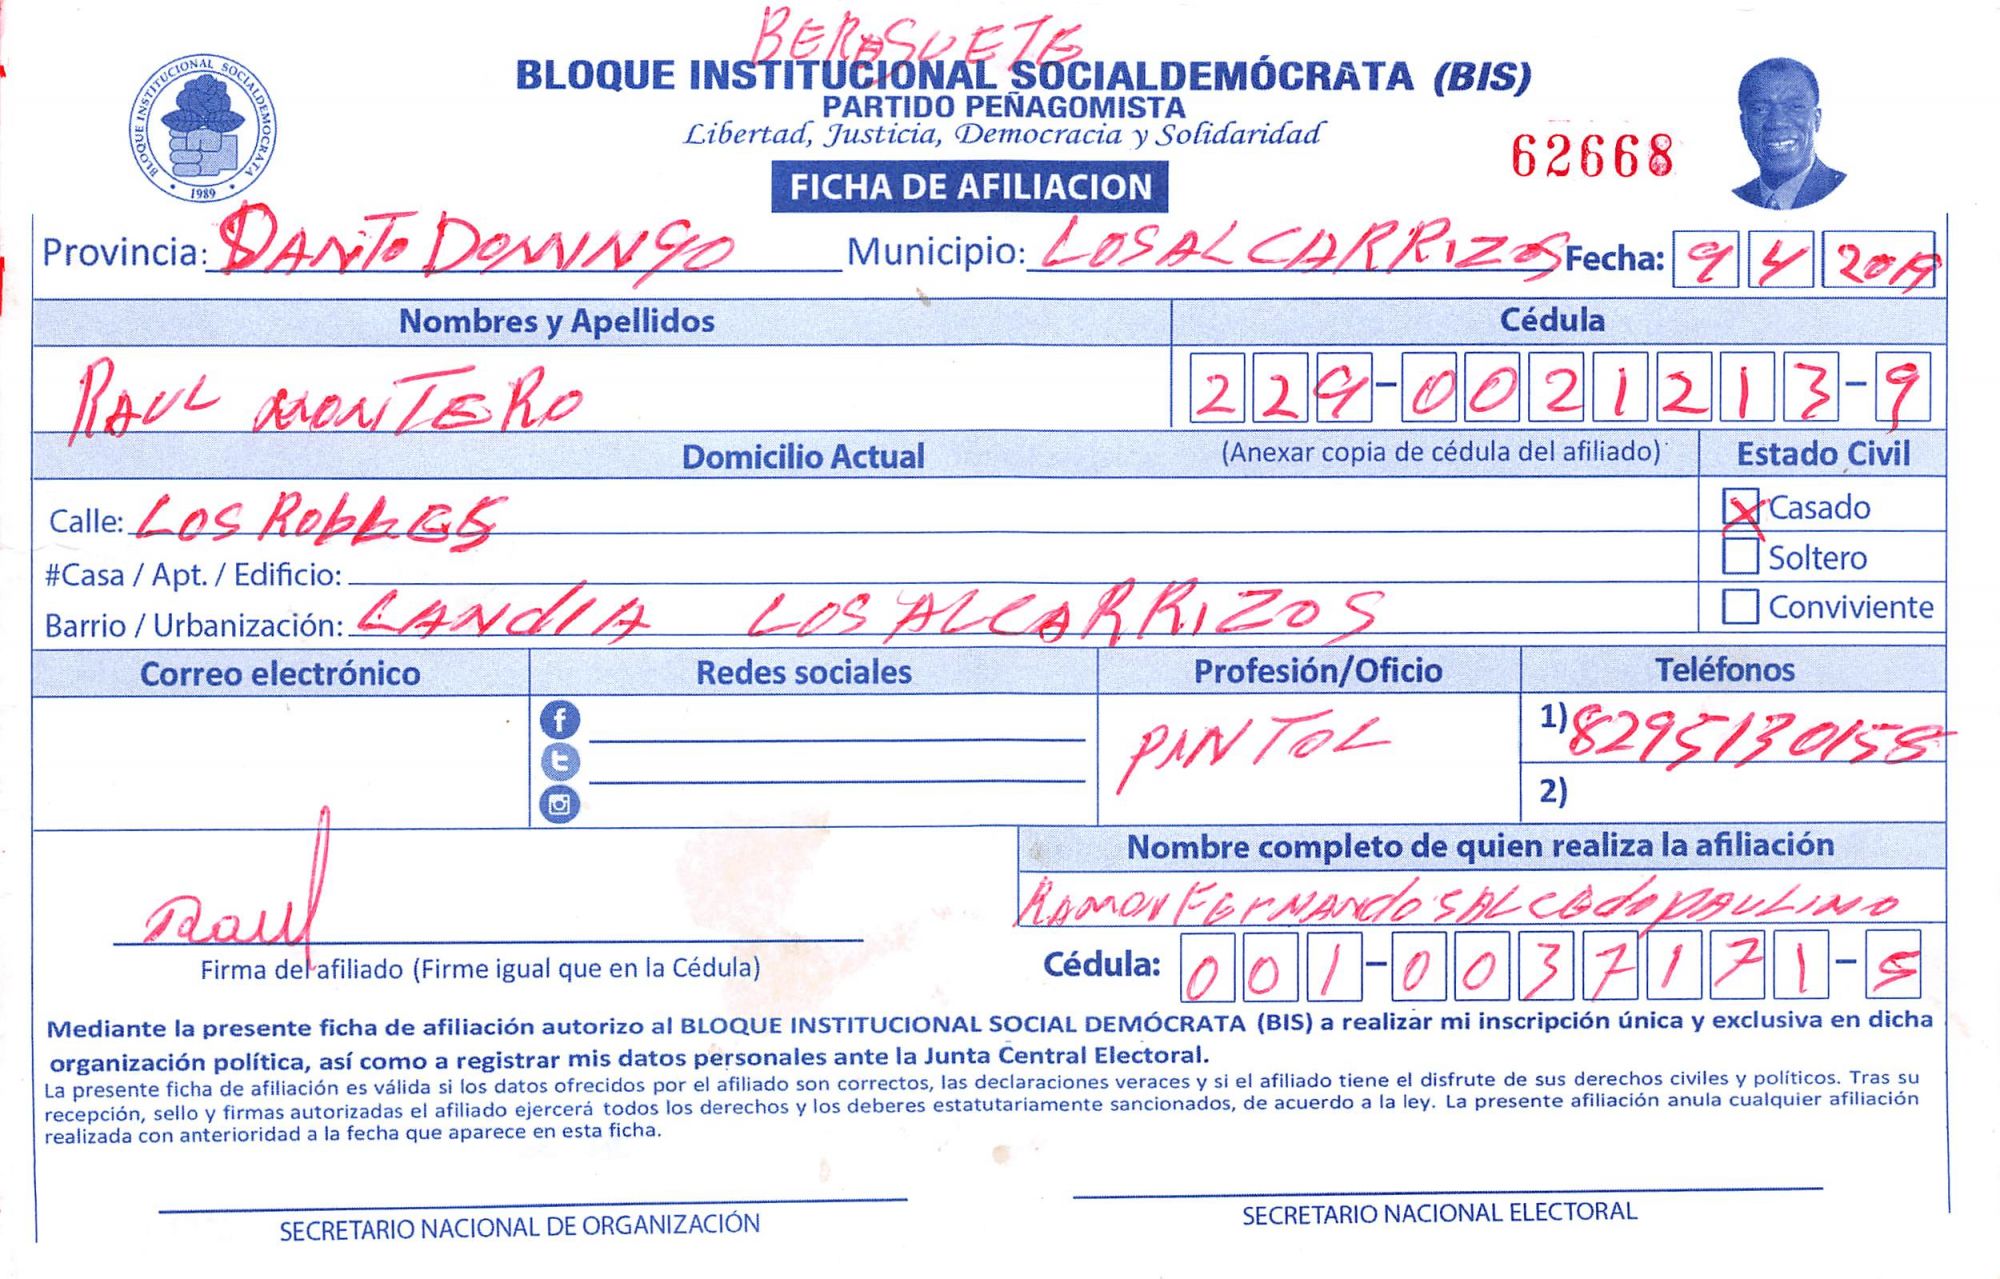 BERASUETE
BLOQUE INSTITUCIONAL SOCIALDEMÓCRATA (BIS)
PARTIDO PEÑAGOMISTA
Libertad, Justicia, Democracia y Solidaridad
62668
BLOQUE INSTITUCIONAL SOCIALDEMOCRATA
1989
FICHA DE AFILIACION
Provincia: SANTO DOMINGO Municipio: LOS ALCARRIZOS Fecha: 9 4 2019
Nombres y Apellidos Cédula
RAUL MONTERO 229-0021213-9
Domicilio Actual (Anexar copia de cédula del afiliado) Estado Civil
Calle: LOS ROBLES X Casado
#Casa / Apt. / Edificio: Soltero
Barrio / Urbanización: LANdIA LOS ALCARRIZOS Conviviente
Correo electrónico Redes sociales Profesión/Oficio Teléfonos
PINTOL 1) 8295130158
2)
Nombre completo de quien realiza la afiliación
RAMON FERNANdO SALCEdO PAULINO
Raul
Firma del afiliado (Firme igual que en la Cédula) Cédula: 001-0037171-5
Mediante la presente ficha de afiliación autorizo al BLOQUE INSTITUCIONAL SOCIAL DEMÓCRATA (BIS) a realizar mi inscripción única y exclusiva en dicha
organización política, así como a registrar mis datos personales ante la Junta Central Electoral.
La presente ficha de afiliación es válida si los datos ofrecidos por el afiliado son correctos, las declaraciones veraces y si el afiliado tiene el disfrute de sus derechos civiles y políticos. Tras su
recepción, sello y firmas autorizadas el afiliado ejercerá todos los derechos y los deberes estatutariamente sancionados, de acuerdo a la ley. La presente afiliación anula cualquier afiliación
realizada con anterioridad a la fecha que aparece en esta ficha.
SECRETARIO NACIONAL DE ORGANIZACIÓN SECRETARIO NACIONAL ELECTORAL